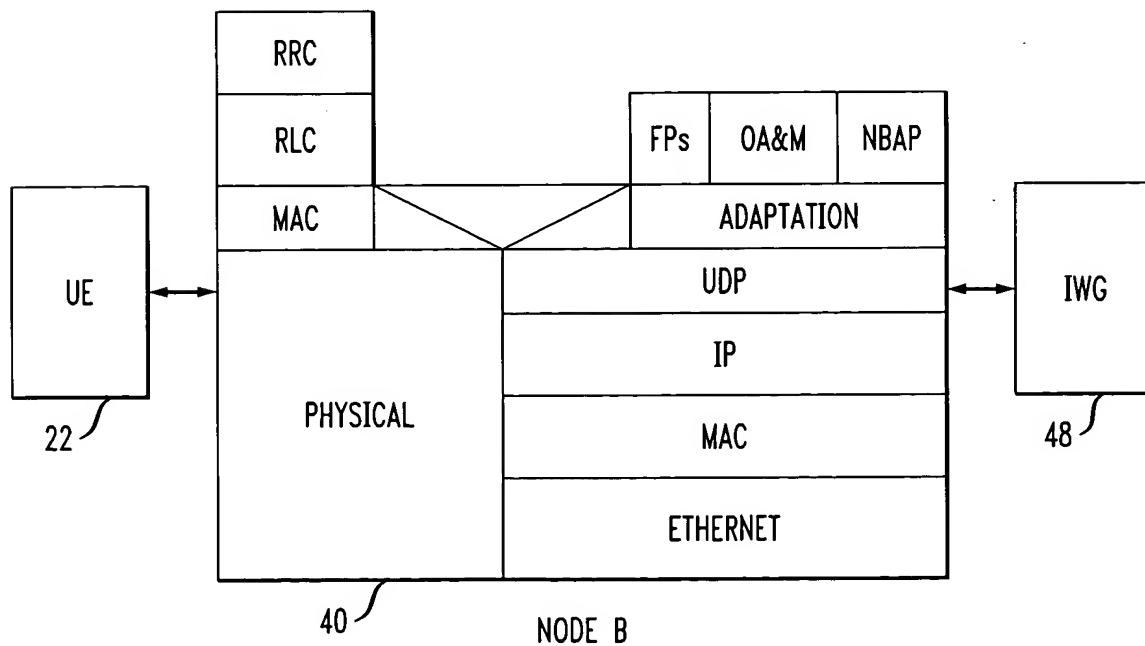 RRC
RLC
FPs OA&M NBAP
MAC ADAPTATION
UE UDP IWG
IP
PHYSICAL MAC
22 48
ETHERNET
40
NODE B